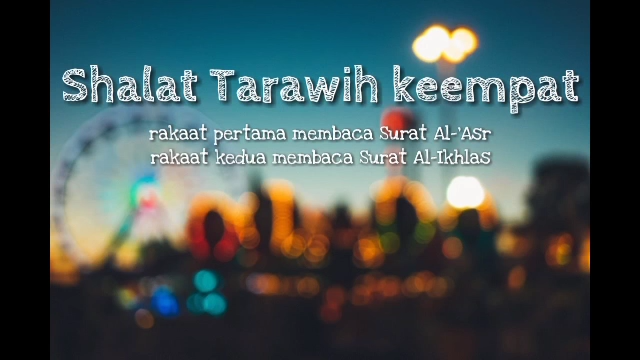 Shalat Tarawih keempat
rakaat pertama membaca Surat Al-'Asr
rakaat kedua membaca Surat Al-Ikhlas